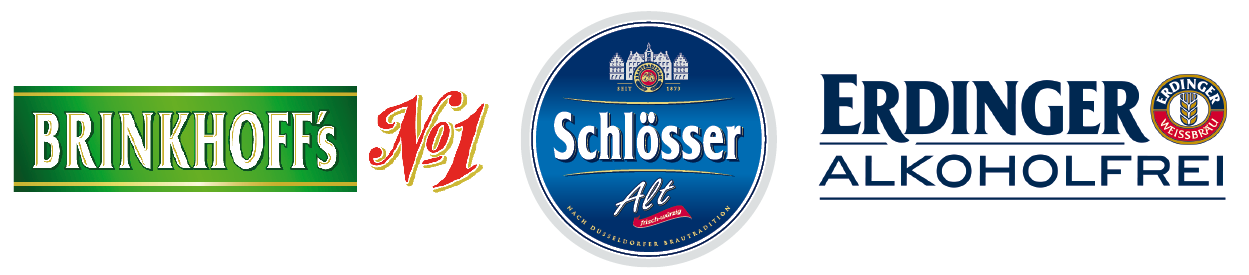 BRINKHOFF's No1
SEIT 1873
Schlösser
Alt
frisch-würzig
NACH DÜSSELDORFER BRAUTRADITION
ERDINGER
ERDINGER
WEISSBRÄU
ALKOHOLFREI